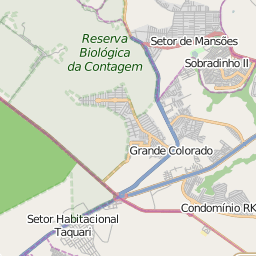 Reserva
Biológica
da Contagem
Setor de Mansões
Sobradinho II
Grande Colorado
Condomínio RK
Setor Habitacional
Taquari